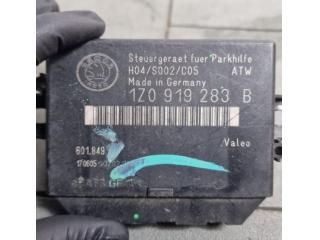 Steuergeraet fuer Parkhilfe
H04/S002/C05 ATW
Made in Germany
1Z0 919 283 B
Valeo
601.849